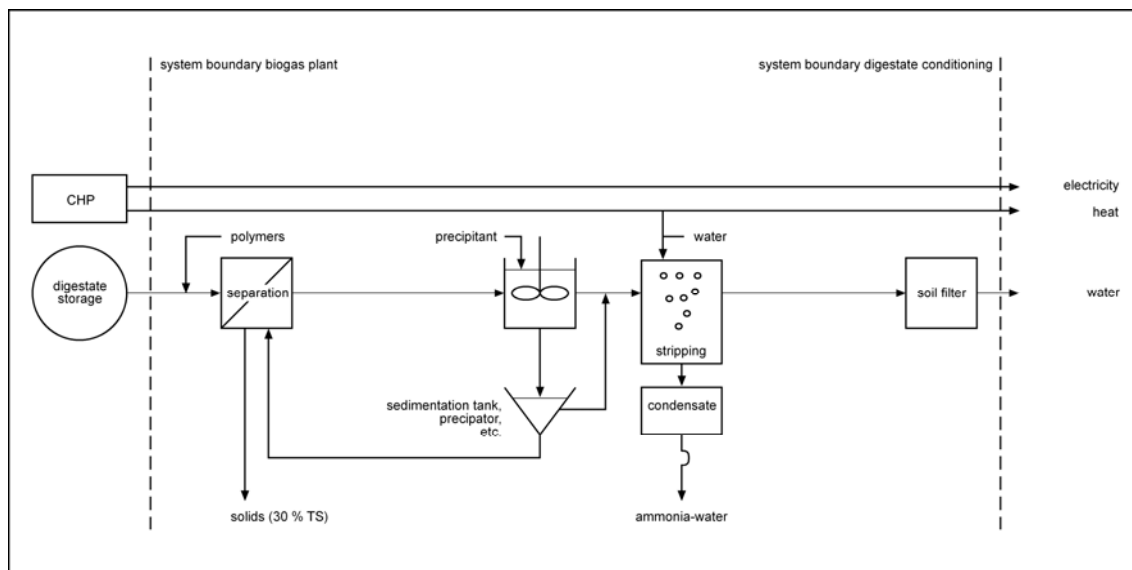 system boundary biogas plant
system boundary digestate conditioning
CHP
electricity
heat
polymers
precipitant
water
digestate
storage
separation
soil filter
water
stripping
sedimentation tank,
precipator,
etc.
condensate
solids (30 % TS)
ammonia-water